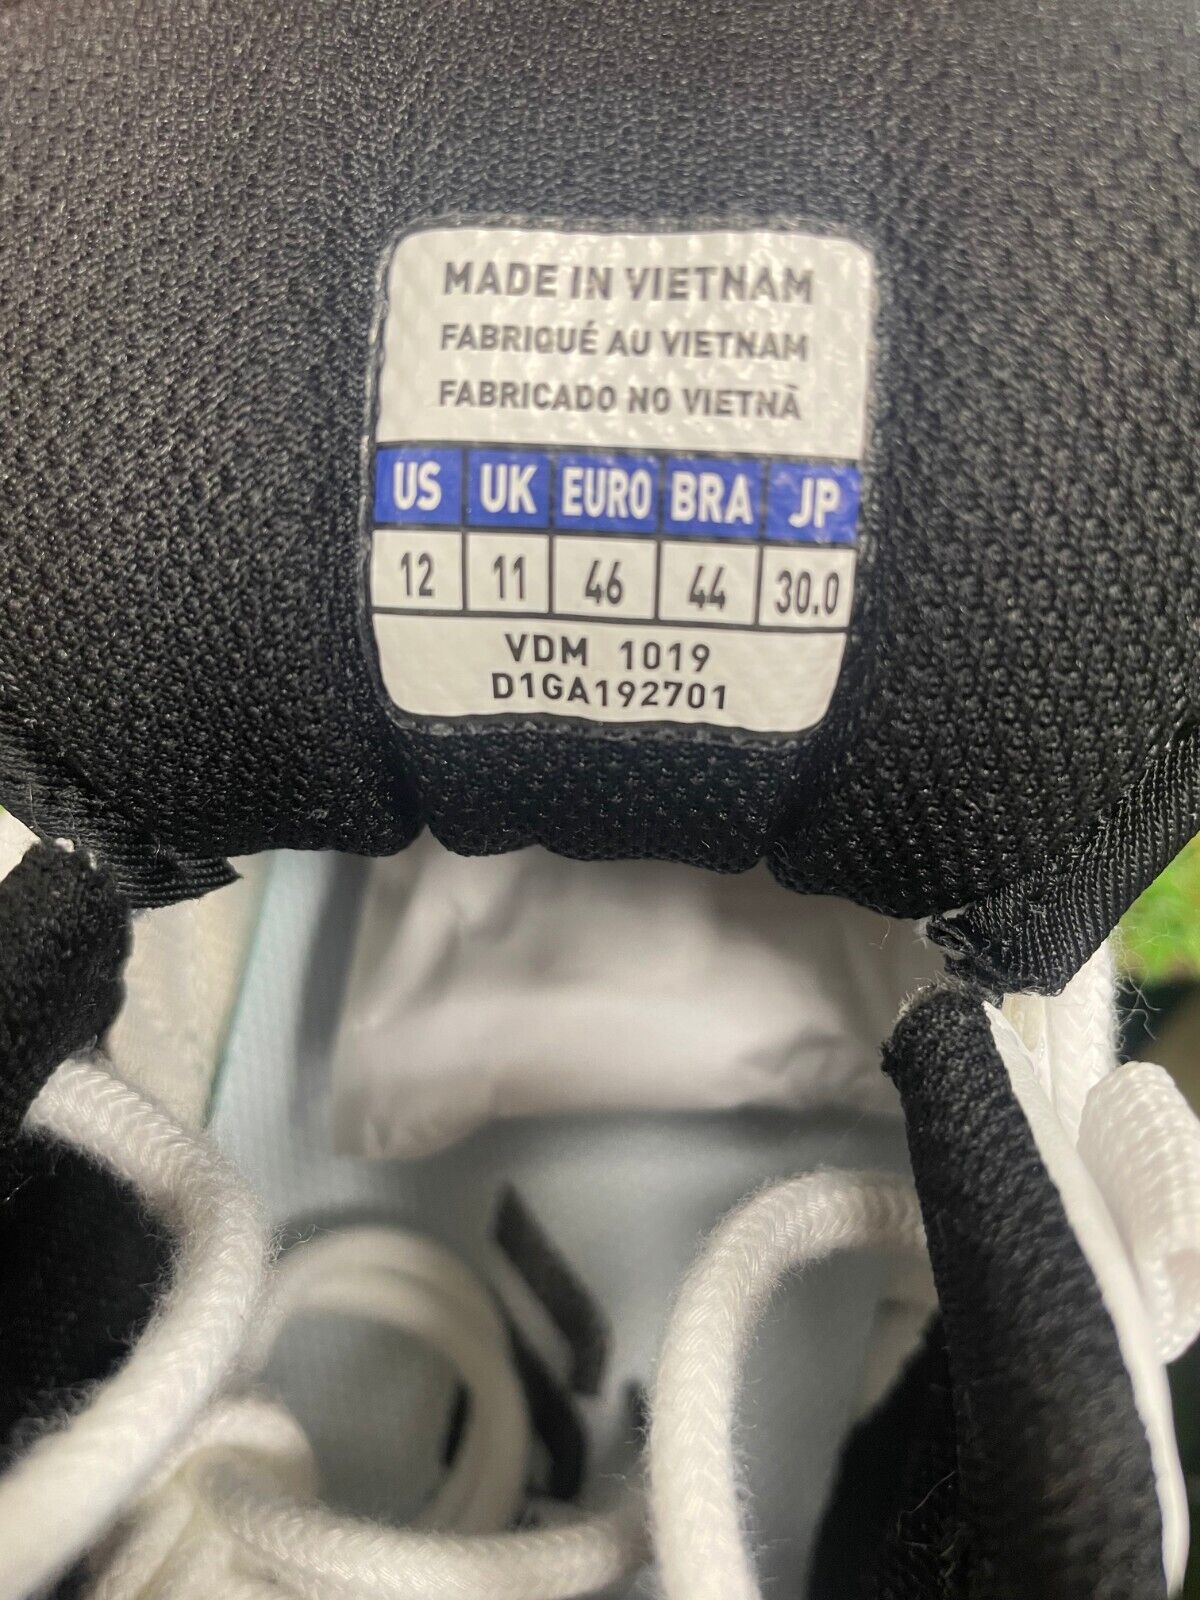 MADE IN VIETNAM
FABRIQUÉ AU VIETNAM
FABRICADO NO VIETNÃ
US UK EURO BRA JP
12 11 46 44 30.0
VDM 1019
D1GA192701